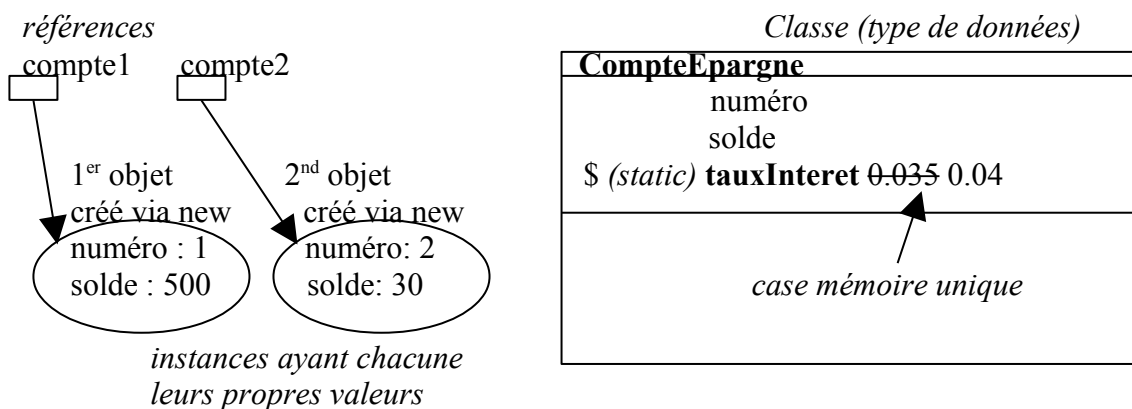 références
compte1 compte2
1er objet
créé via new
numéro : 1
solde : 500
2nd objet
créé via new
numéro: 2
solde: 30
instances ayant chacune
leurs propres valeurs
Classe (type de données)
CompteEpargne
numéro
solde
$ (static) tauxInteret 0.035 0.04
case mémoire unique